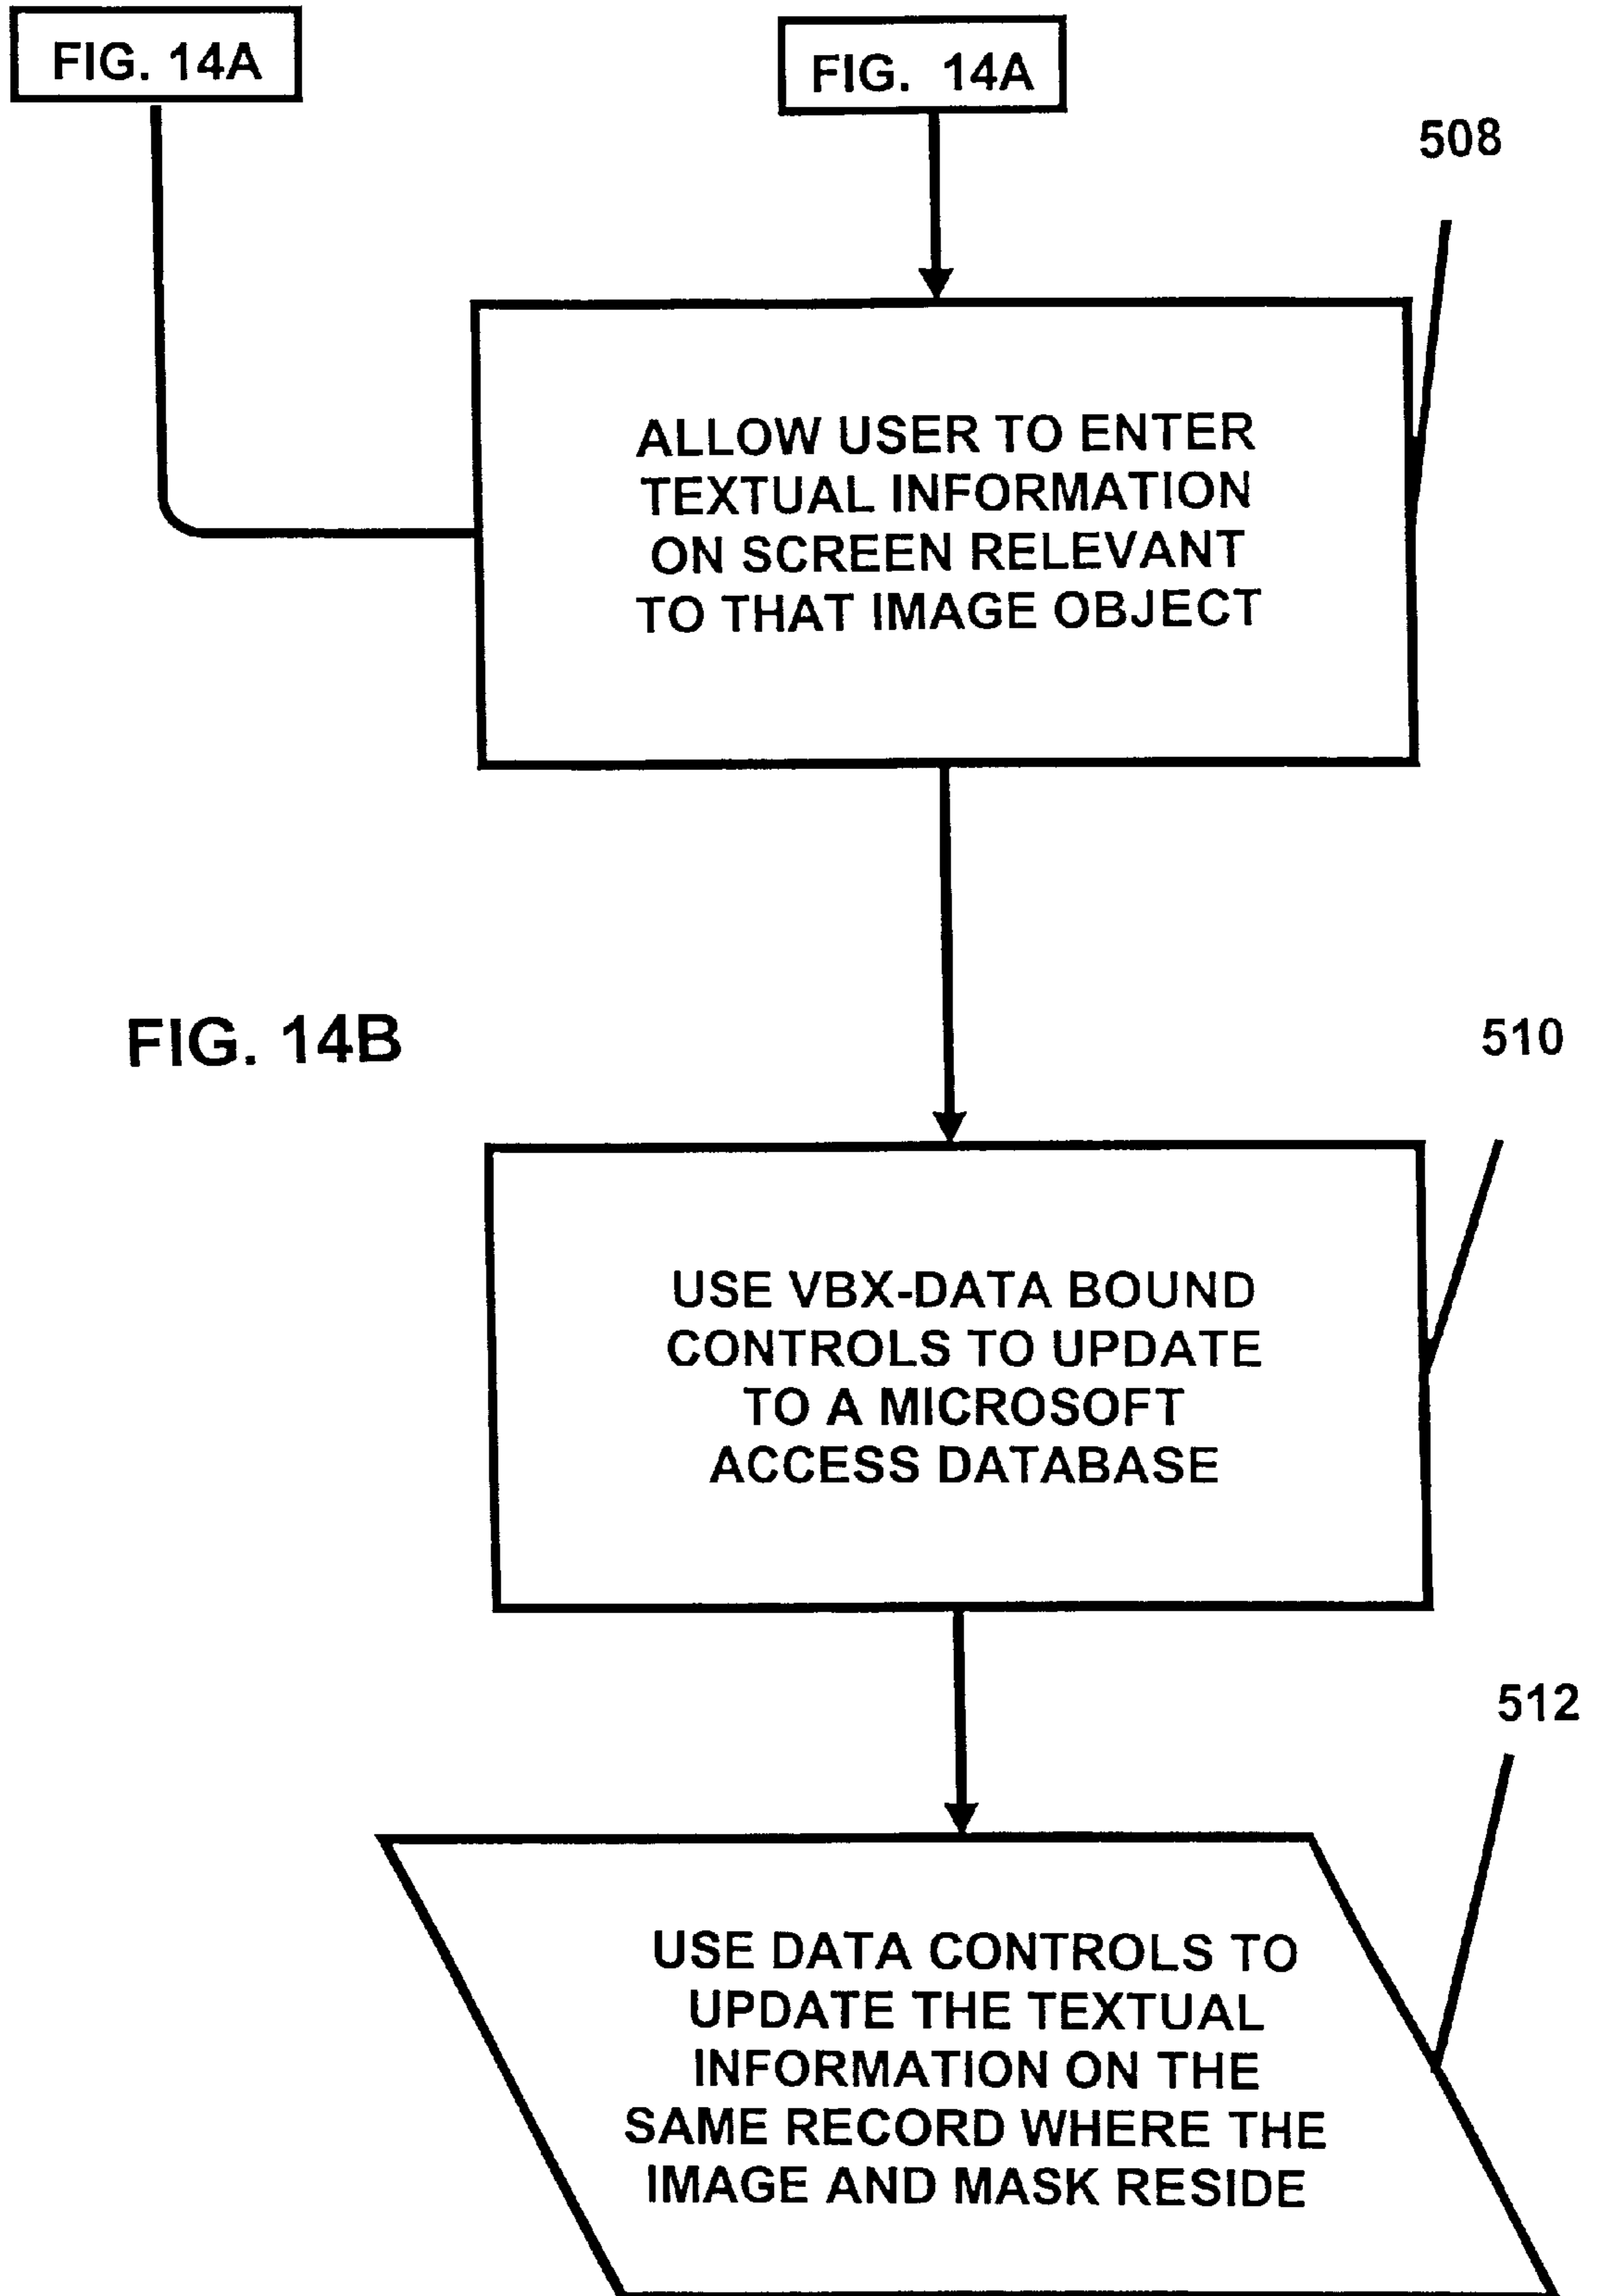 FIG. 14A
FIG. 14A
508
ALLOW USER TO ENTER
TEXTUAL INFORMATION
ON SCREEN RELEVANT
TO THAT IMAGE OBJECT
FIG. 14B
510
USE VBX-DATA BOUND
CONTROLS TO UPDATE
TO A MICROSOFT
ACCESS DATABASE
512
USE DATA CONTROLS TO
UPDATE THE TEXTUAL
INFORMATION ON THE
SAME RECORD WHERE THE
IMAGE AND MASK RESIDE